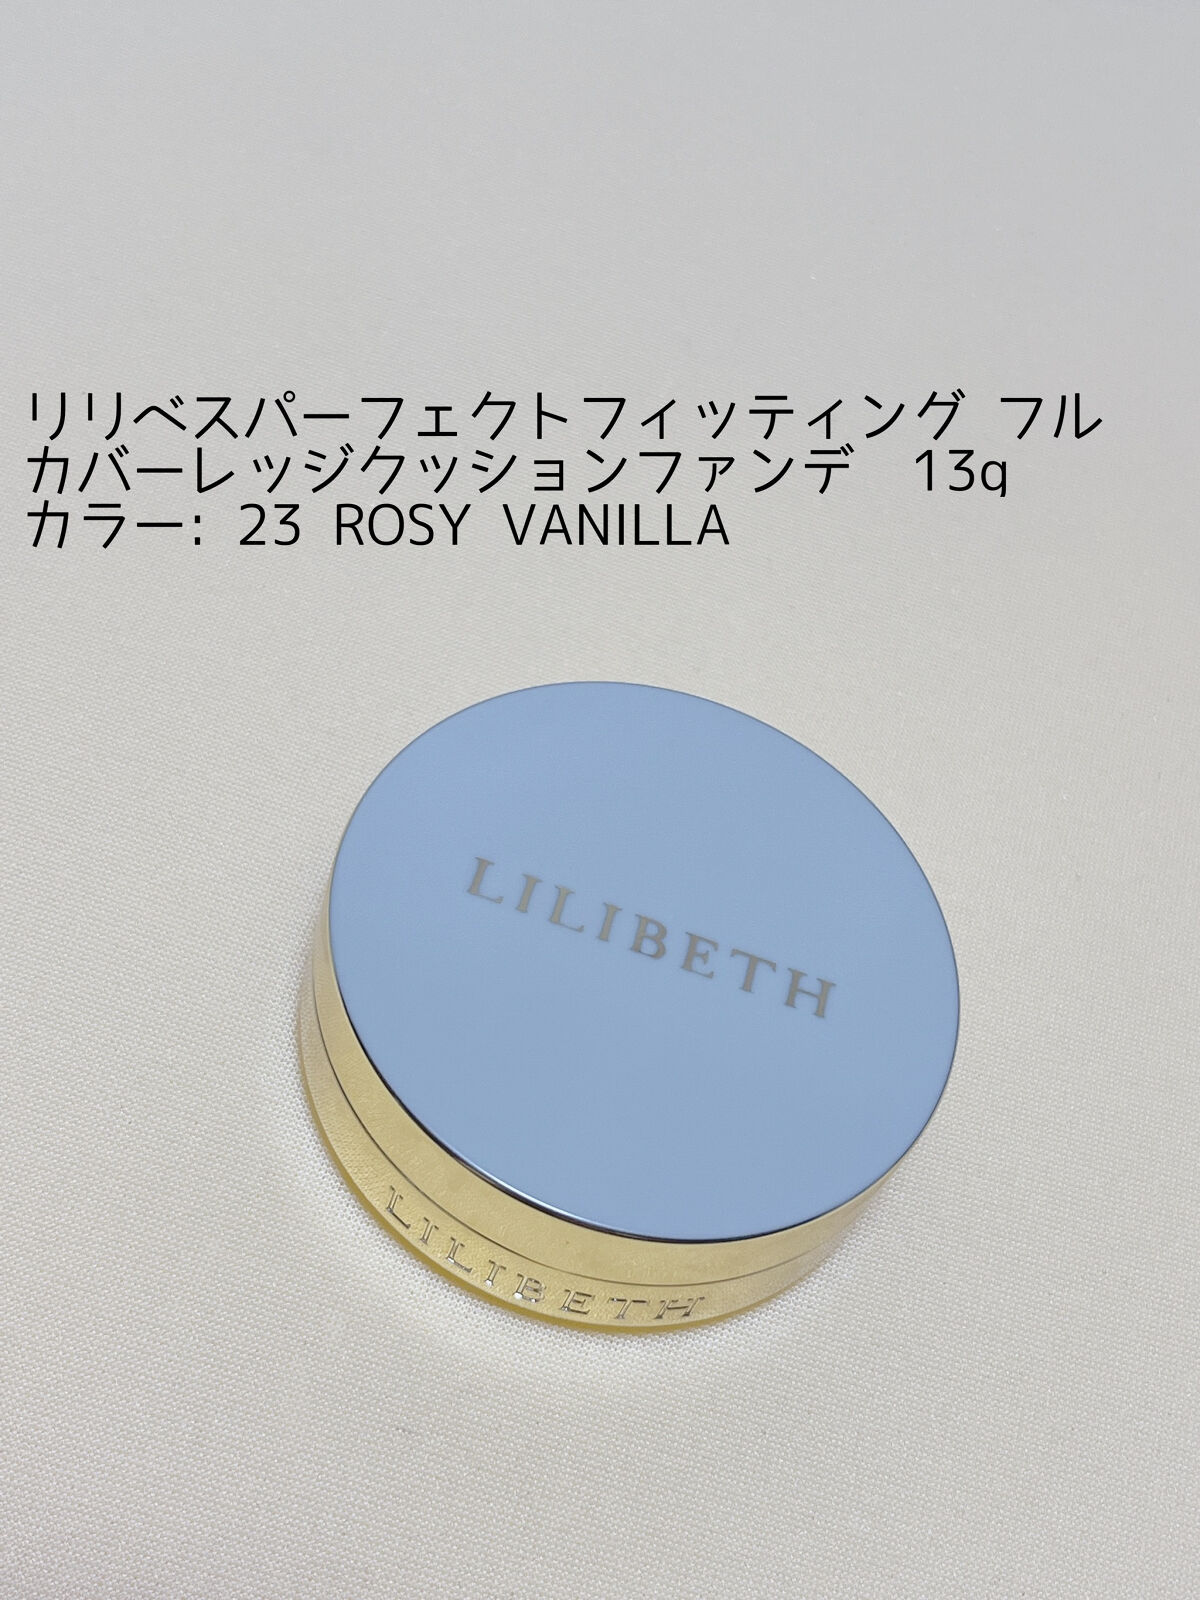 リリベスパーフェクトフィッティング フル
カバーレッジクッションファンデ　13g
カラー: 23 ROSY VANILLA
LILIBETH
LILIBETH